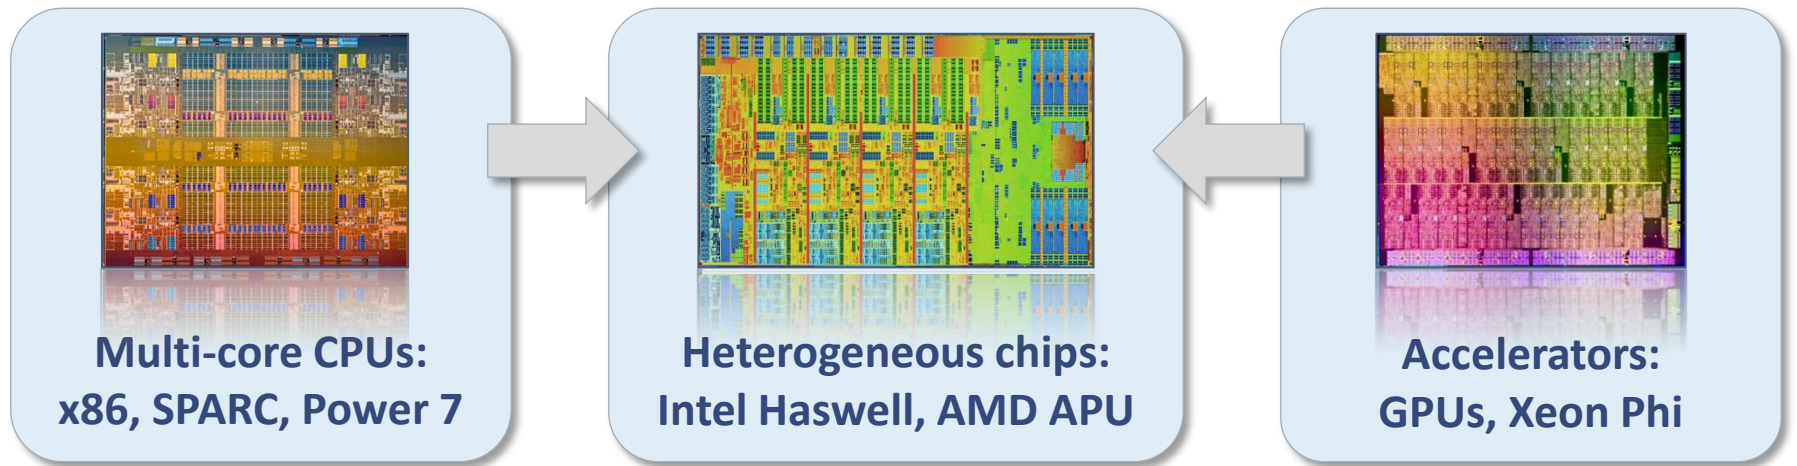 Multi-core CPUs:
x86, SPARC, Power 7
Heterogeneous chips:
Intel Haswell, AMD APU
Accelerators:
GPUs, Xeon Phi